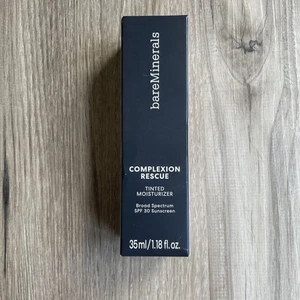 bareMinerals
COMPLEXION
RESCUE
TINTED
MOISTURIZER
Broad Spectrum
SPF 30 Sunscreen
35ml/1.18 fl.oz.